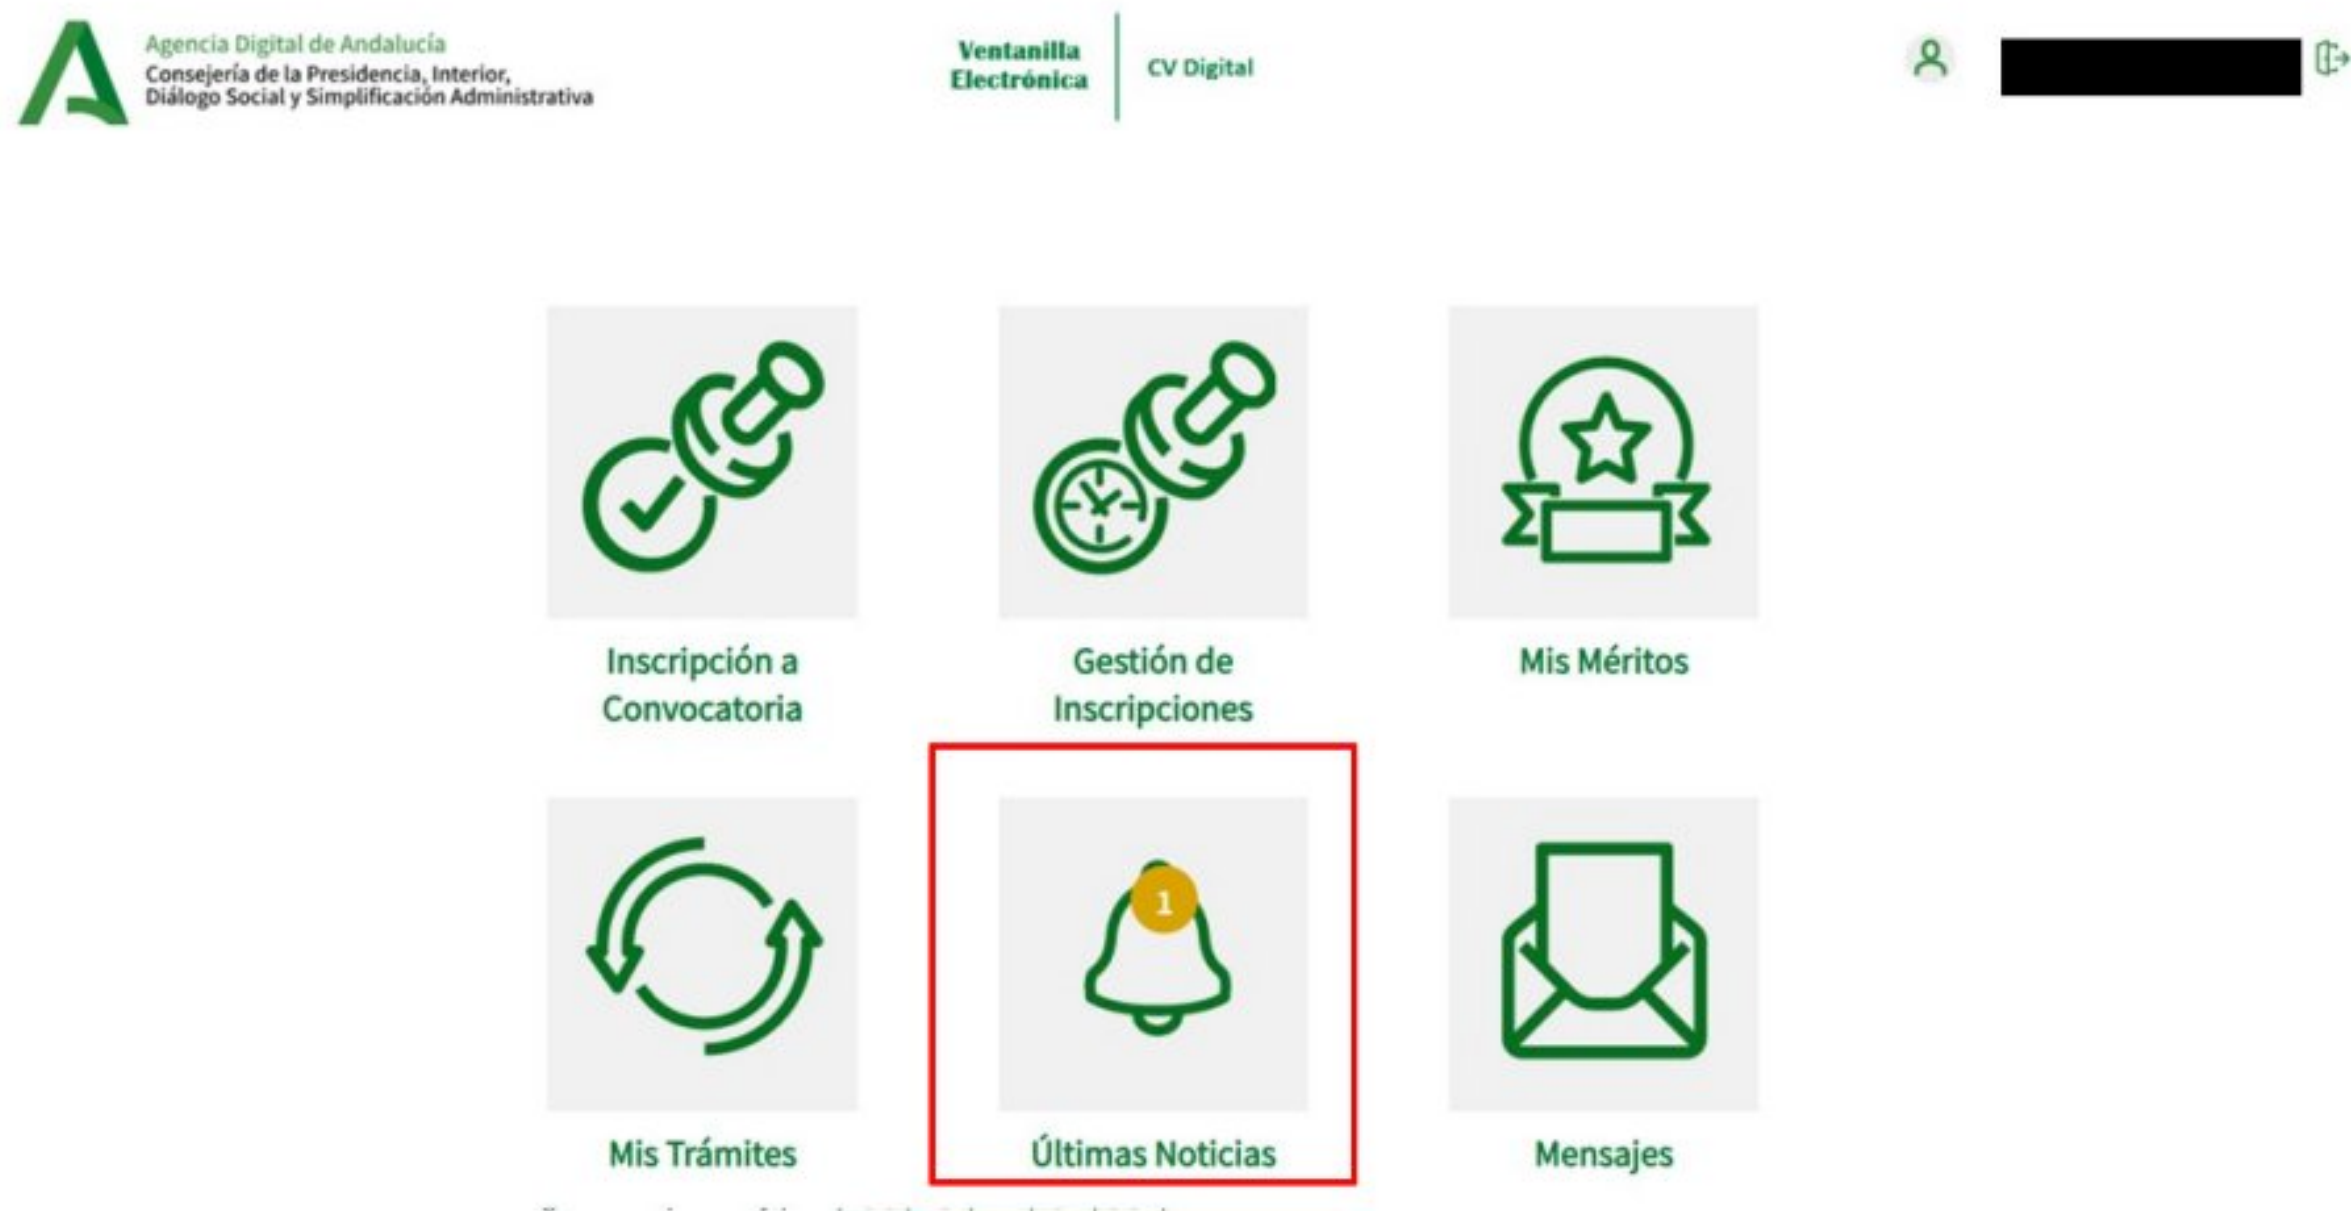 Agencia Digital de Andalucía
Consejería de la Presidencia, Interior,
Diálogo Social y Simplificación Administrativa
Ventanilla
Electrónica
CV Digital
Inscripción a
Convocatoria
Gestión de
Inscripciones
Mis Méritos
1
Mis Trámites
Últimas Noticias
Mensajes